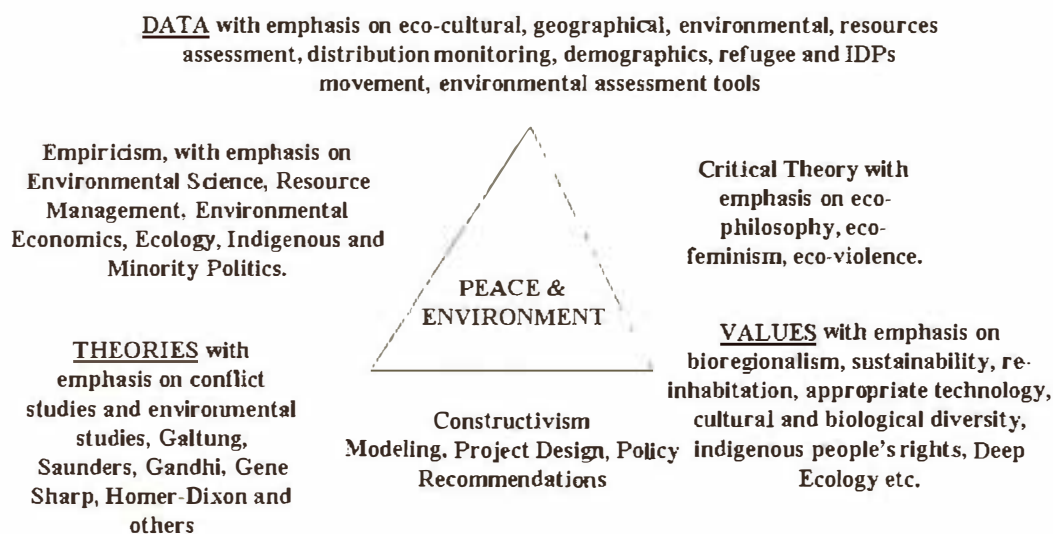 DATA with emphasis on eco-cultural, geographical, environmental, resources
assessment, distribution monitoring, demographics, refugee and IDPs
movement, environmental assessment tools
Empiricism, with emphasis on
Environmental Science, Resource
Management, Environmental
Economics, Ecology, Indigenous and
Minority Politics.
Critical Theory with
emphasis on eco-
philosophy, eco-
feminism, eco-violence.
PEACE &
ENVIRONMENT
THEORIES with
emphasis on conflict
studies and environmental
studies, Galtung,
Saunders, Gandhi, Gene
Sharp, Homer-Dixon and
others
Constructivism
Modeling, Project Design, Policy
Recommendations
VALUES with emphasis on
bioregionalism, sustainability, re-
inhabitation, appropriate technology,
cultural and biological diversity,
indigenous people's rights, Deep
Ecology etc.